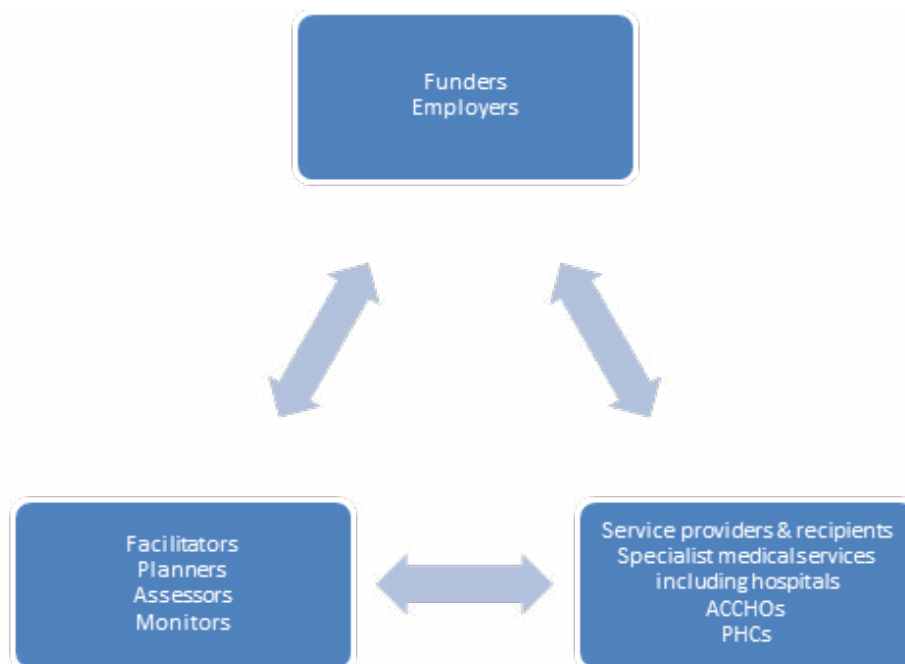 Funders
Employers
Facilitators
Planners
Assessors
Monitors
Service providers & recipients
Specialist medical services
including hospitals
ACCHOs
PHCs